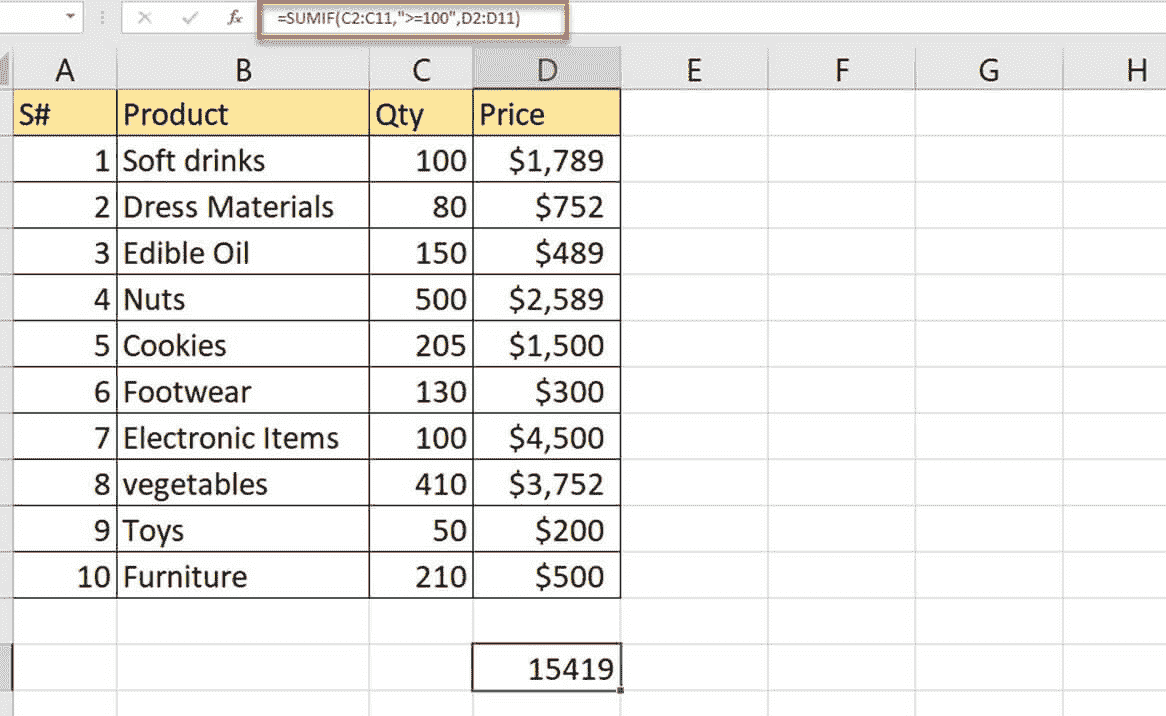 fx =SUMIF(C2:C11,">=100",D2:D11)
A B C D E F G H
S# Product Qty Price
1 Soft drinks 100 $1,789
2 Dress Materials 80 $752
3 Edible Oil 150 $489
4 Nuts 500 $2,589
5 Cookies 205 $1,500
6 Footwear 130 $300
7 Electronic Items 100 $4,500
8 vegetables 410 $3,752
9 Toys 50 $200
10 Furniture 210 $500
15419